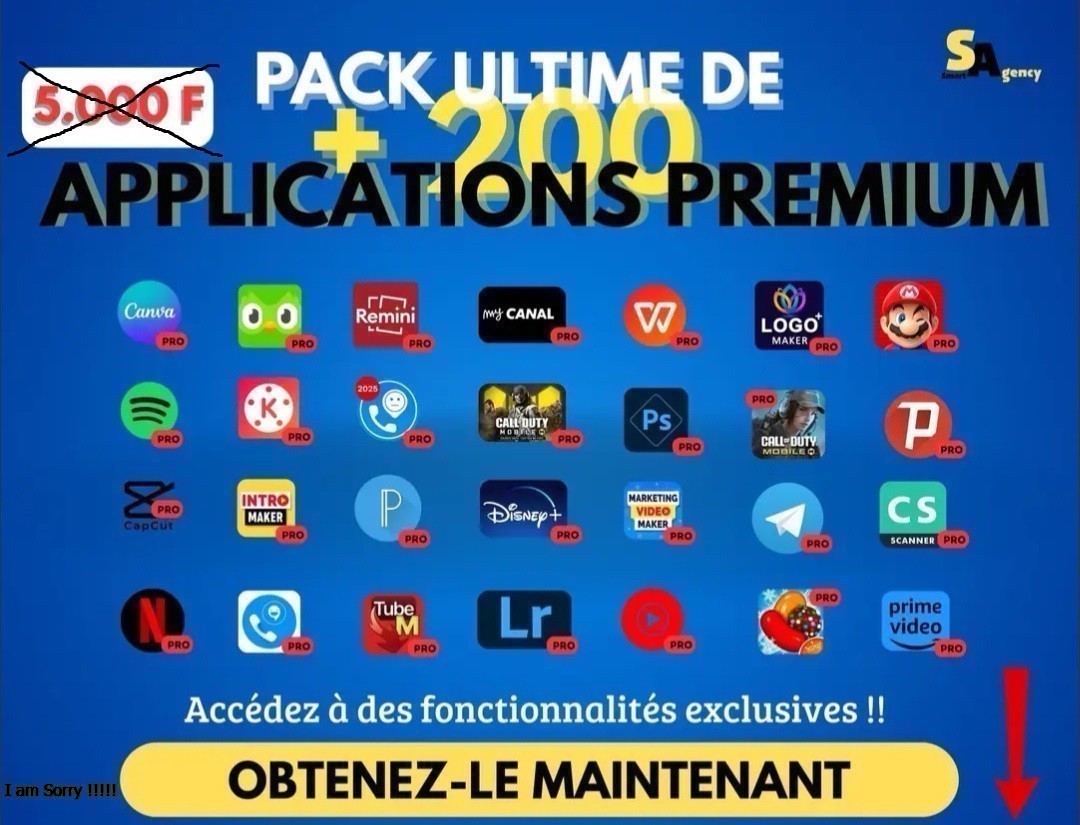 SA
Smart gency
5.000 F
PACK ULTIME DE
+ 200
APPLICATIONS PREMIUM
Canva
PRO
PRO
Remini
PRO
my CANAL
PRO
W
PRO
LOGO+
MAKER
PRO
M
PRO
PRO
K
PRO
2025
PRO
CALL OF DUTY
MOBILE
PRO
Ps
PRO
PRO
CALL OF DUTY
MOBILE
P
PRO
CapCut
PRO
INTRO
MAKER
PRO
P
PRO
Disney+
PRO
MARKETING
VIDEO
MAKER
PRO
PRO
CS
SCANNER
PRO
N
PRO
PRO
Tube
M
PRO
Lr
PRO
PRO
PRO
prime
video
PRO
Accédez à des fonctionnalités exclusives !!
OBTENEZ-LE MAINTENANT
I am Sorry !!!!!